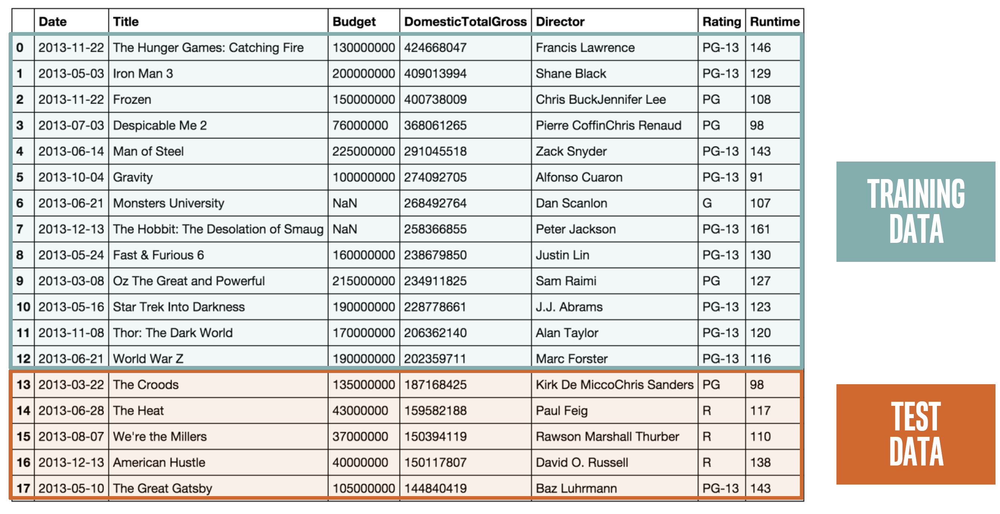 Date Title Budget DomesticTotalGross Director Rating Runtime
0 2013-11-22 The Hunger Games: Catching Fire 130000000 424668047 Francis Lawrence PG-13 146
1 2013-05-03 Iron Man 3 200000000 409013994 Shane Black PG-13 129
2 2013-11-22 Frozen 150000000 400738009 Chris BuckJennifer Lee PG 108
3 2013-07-03 Despicable Me 2 76000000 368061265 Pierre CoffinChris Renaud PG 98
4 2013-06-14 Man of Steel 225000000 291045518 Zack Snyder PG-13 143
5 2013-10-04 Gravity 100000000 274092705 Alfonso Cuaron PG-13 91
6 2013-06-21 Monsters University NaN 268492764 Dan Scanlon G 107
7 2013-12-13 The Hobbit: The Desolation of Smaug NaN 258366855 Peter Jackson PG-13 161
8 2013-05-24 Fast & Furious 6 160000000 238679850 Justin Lin PG-13 130
9 2013-03-08 Oz The Great and Powerful 215000000 234911825 Sam Raimi PG 127
10 2013-05-16 Star Trek Into Darkness 190000000 228778661 J.J. Abrams PG-13 123
11 2013-11-08 Thor: The Dark World 170000000 206362140 Alan Taylor PG-13 120
12 2013-06-21 World War Z 190000000 202359711 Marc Forster PG-13 116
13 2013-03-22 The Croods 135000000 187168425 Kirk De MiccoChris Sanders PG 98
14 2013-06-28 The Heat 43000000 159582188 Paul Feig R 117
15 2013-08-07 We're the Millers 37000000 150394119 Rawson Marshall Thurber R 110
16 2013-12-13 American Hustle 40000000 150117807 David O. Russell R 138
17 2013-05-10 The Great Gatsby 105000000 144840419 Baz Luhrmann PG-13 143
TRAINING
DATA
TEST
DATA